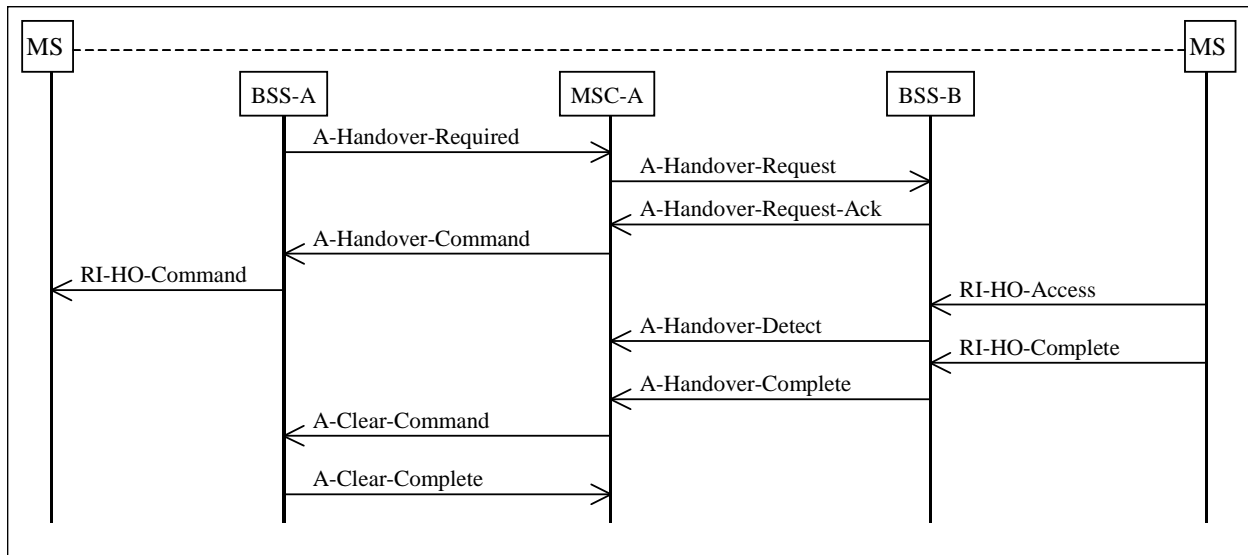 MS
MS
BSS-A
MSC-A
BSS-B
A-Handover-Required
A-Handover-Request
A-Handover-Request-Ack
A-Handover-Command
RI-HO-Command
RI-HO-Access
A-Handover-Detect
RI-HO-Complete
A-Handover-Complete
A-Clear-Command
A-Clear-Complete